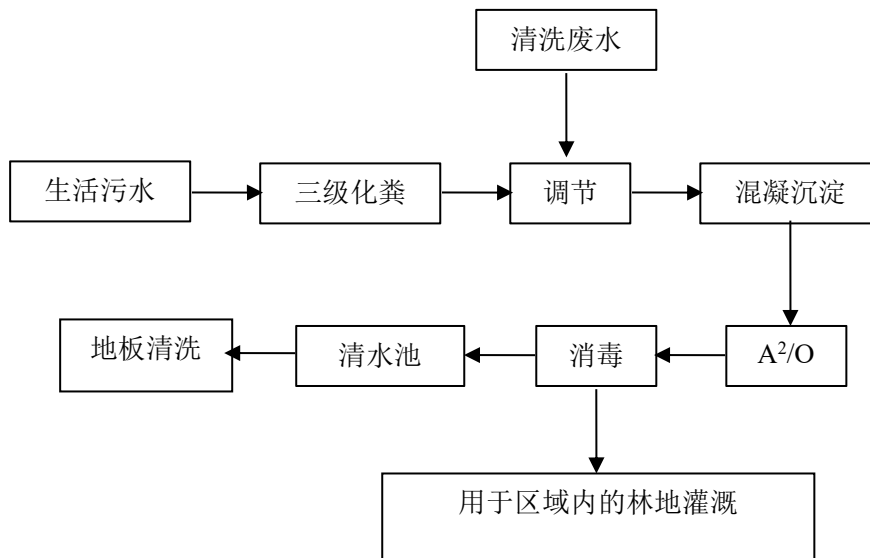 清洗废水
生活污水
三级化粪
调节
混凝沉淀
地板清洗
清水池
消毒
A²/O
用于区域内的林地灌溉